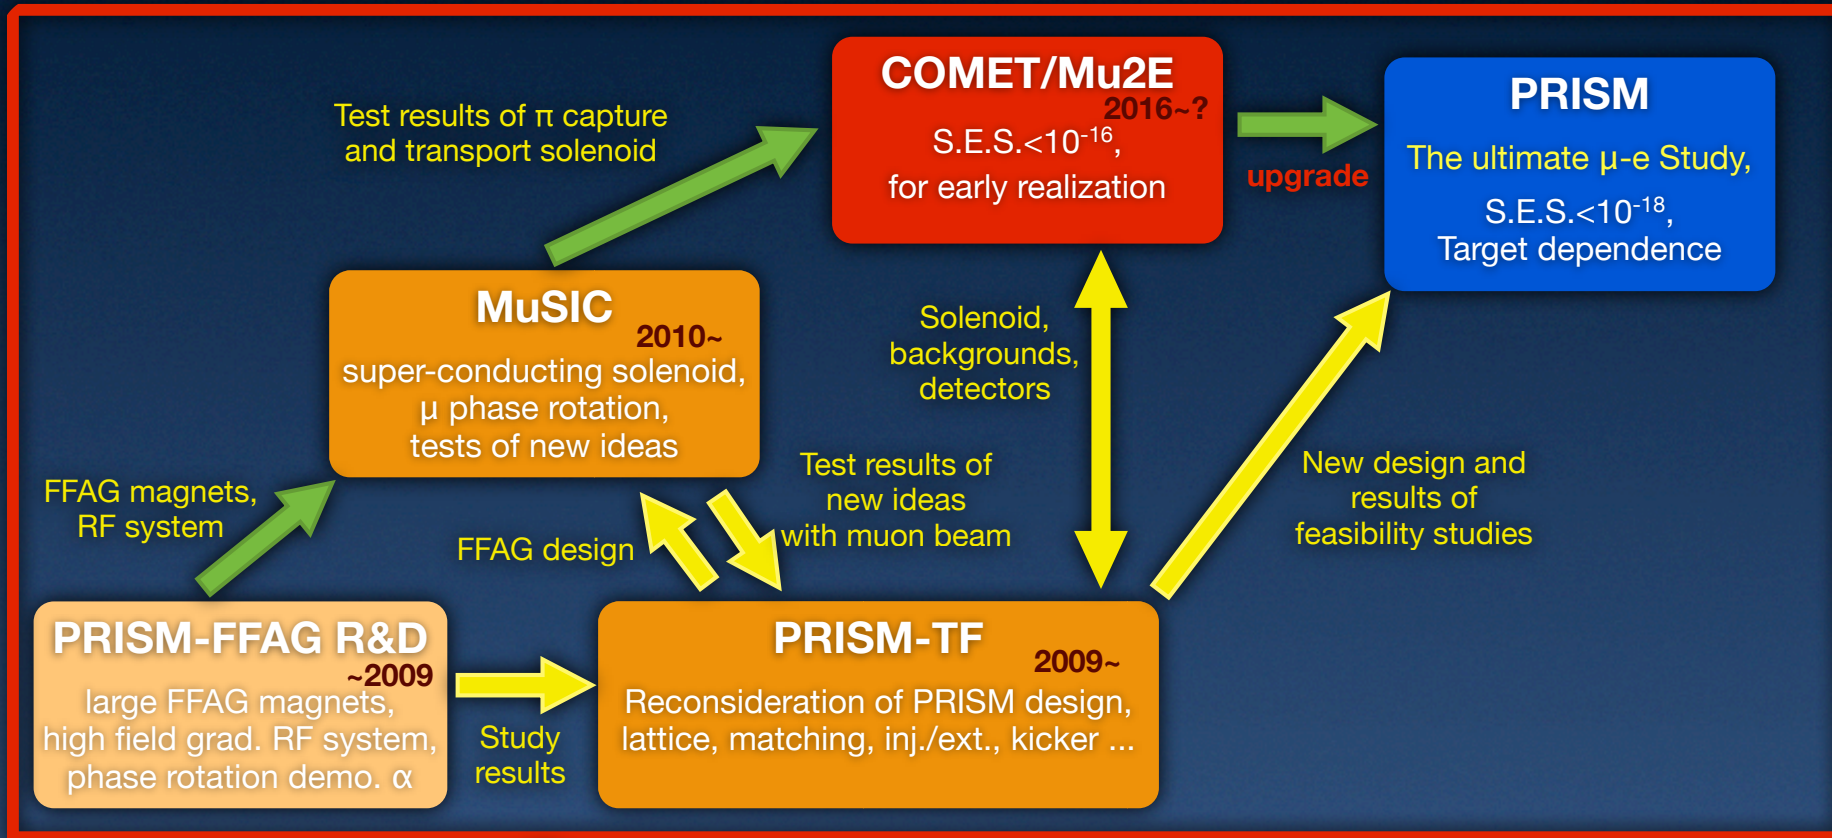 COMET/Mu2E
2016~?
S.E.S.<10⁻¹⁶,
for early realization
PRISM
The ultimate μ-e Study,
S.E.S.<10⁻¹⁸,
Target dependence
upgrade
Test results of π capture
and transport solenoid
MuSIC
2010~
super-conducting solenoid,
μ phase rotation,
tests of new ideas
Solenoid,
backgrounds,
detectors
FFAG magnets,
RF system
FFAG design
Test results of
new ideas
with muon beam
New design and
results of
feasibility studies
PRISM-FFAG R&D
~2009
large FFAG magnets,
high field grad. RF system,
phase rotation demo. α
Study
results
PRISM-TF
2009~
Reconsideration of PRISM design,
lattice, matching, inj./ext., kicker ...